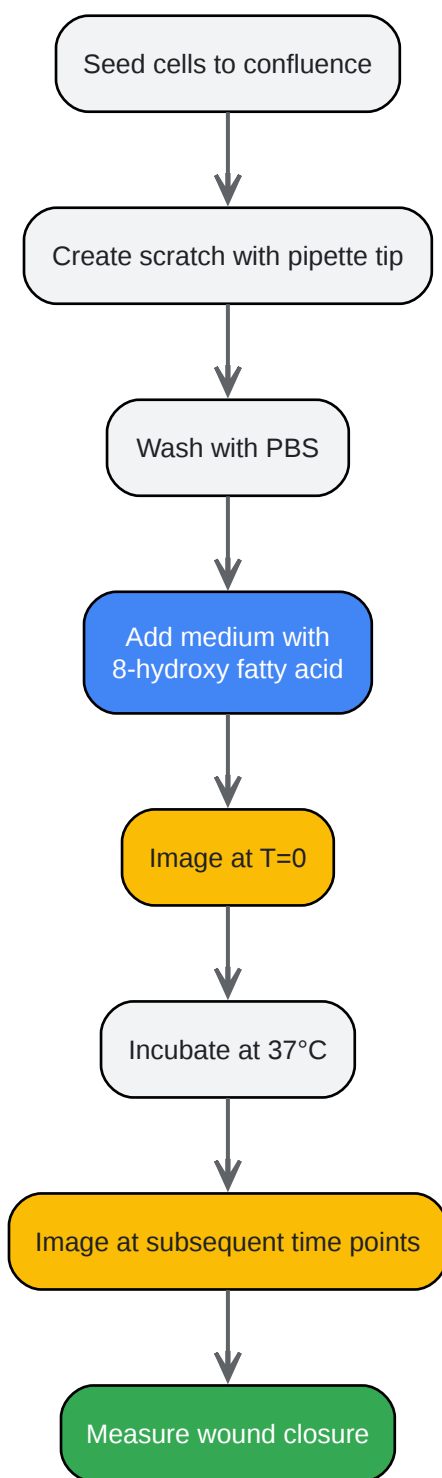 Seed cells to confluence
Create scratch with pipette tip
Wash with PBS
Add medium with
8-hydroxy fatty acid
Image at T=0
Incubate at 37°C
Image at subsequent time points
Measure wound closure